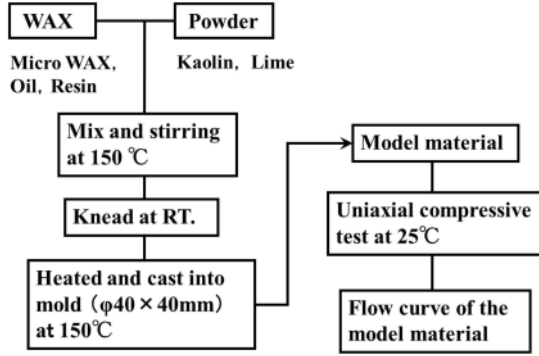 WAX
Powder
Micro WAX,
Oil, Resin
Kaolin, Lime
Mix and stirring
at 150 ℃
Knead at RT.
Heated and cast into
mold (φ40×40mm)
at 150℃
Model material
Uniaxial compressive
test at 25℃
Flow curve of the
model material